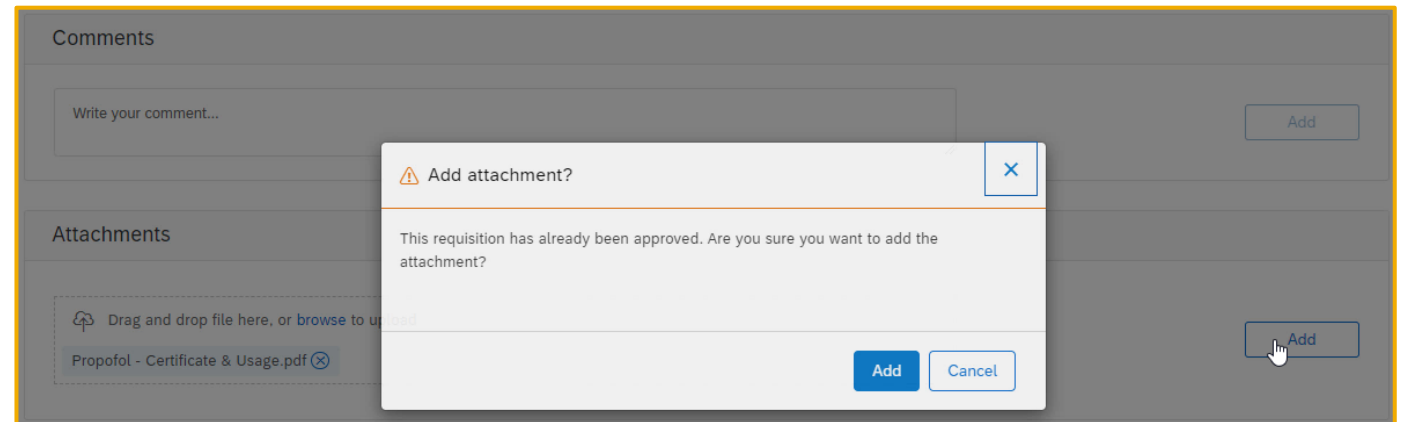 Comments
Write your comment...
Add
Add attachment?
This requisition has already been approved. Are you sure you want to add the
attachment?
Attachments
Drag and drop file here, or browse to upload
Propofol - Certificate & Usage.pdf
Add
Add
Cancel